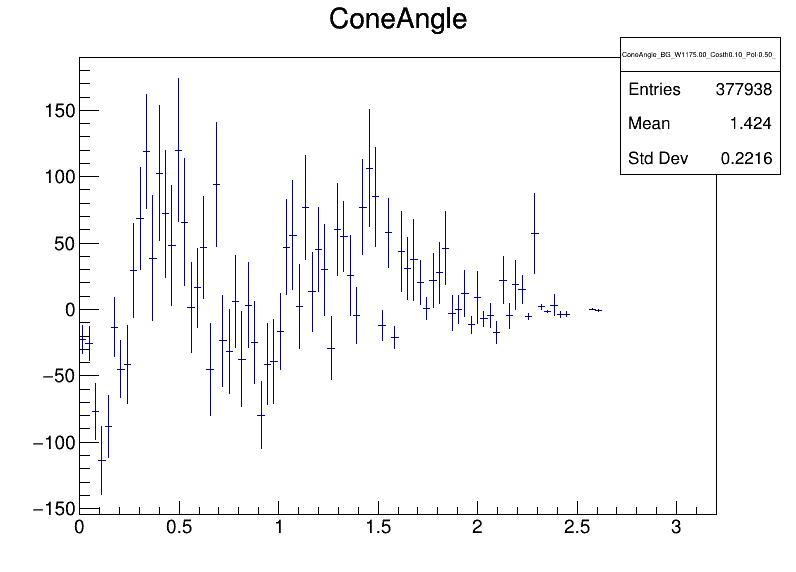 ConeAngle
ConeAngle_BG_W1175.00_Costh0.10_Pol-0.50_
Entries 377938
Mean 1.424
Std Dev 0.2216
150
100
50
0
−50
−100
−150
0 0.5 1 1.5 2 2.5 3